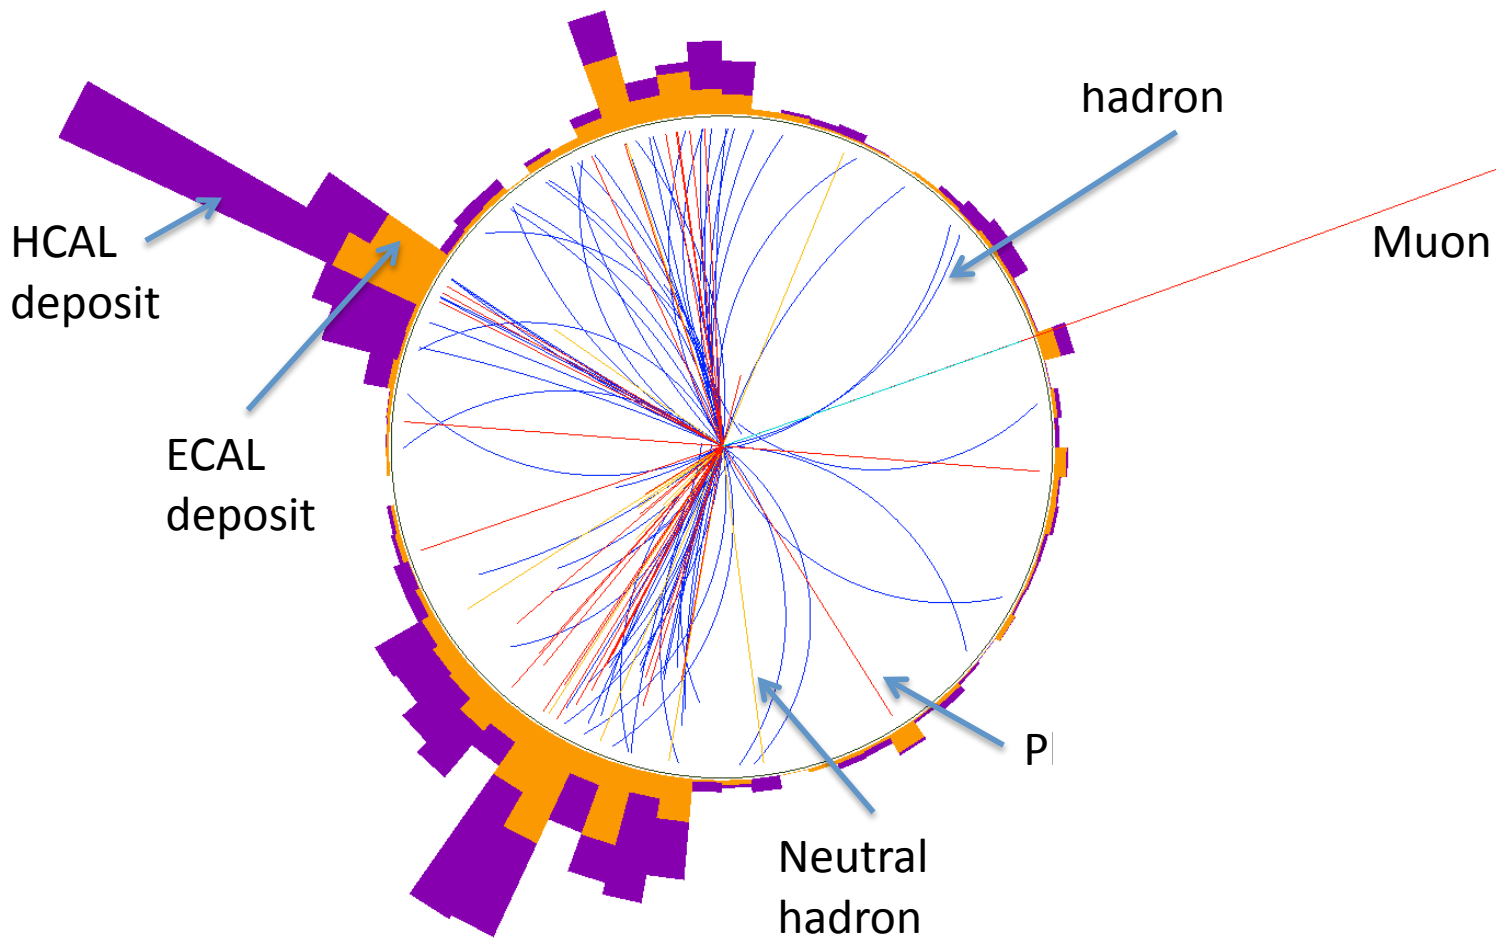 hadron
Muon
HCAL
deposit
ECAL
deposit
P
Neutral
hadron